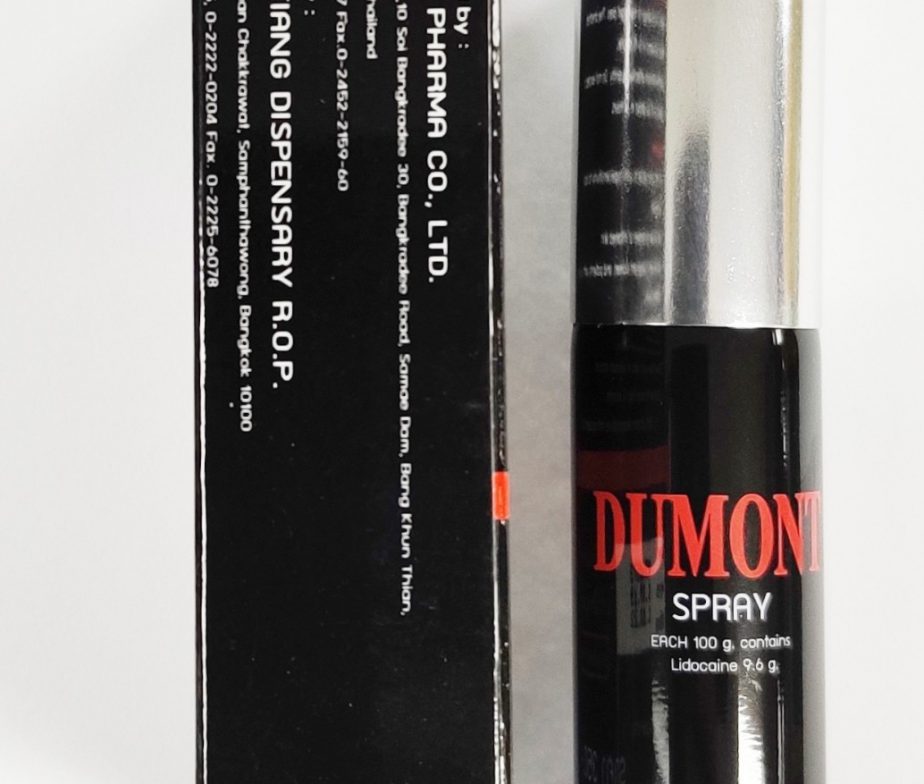 by :
PHARMA CO., LTD.
,10 Soi Bangkradee 30, Bangkradee Road, Samae Dam, Bang Khun Thian,
hailand
7 Fax.0-2452-2159-60
:
IANG DISPENSARY R.O.P.
an Chakkrawat, Samphanthawong, Bangkok 10100
, 0-2222-0204 Fax. 0-2225-6078
DUMONT
SPRAY
EACH 100 g. contains
Lidocaine 9.6 g